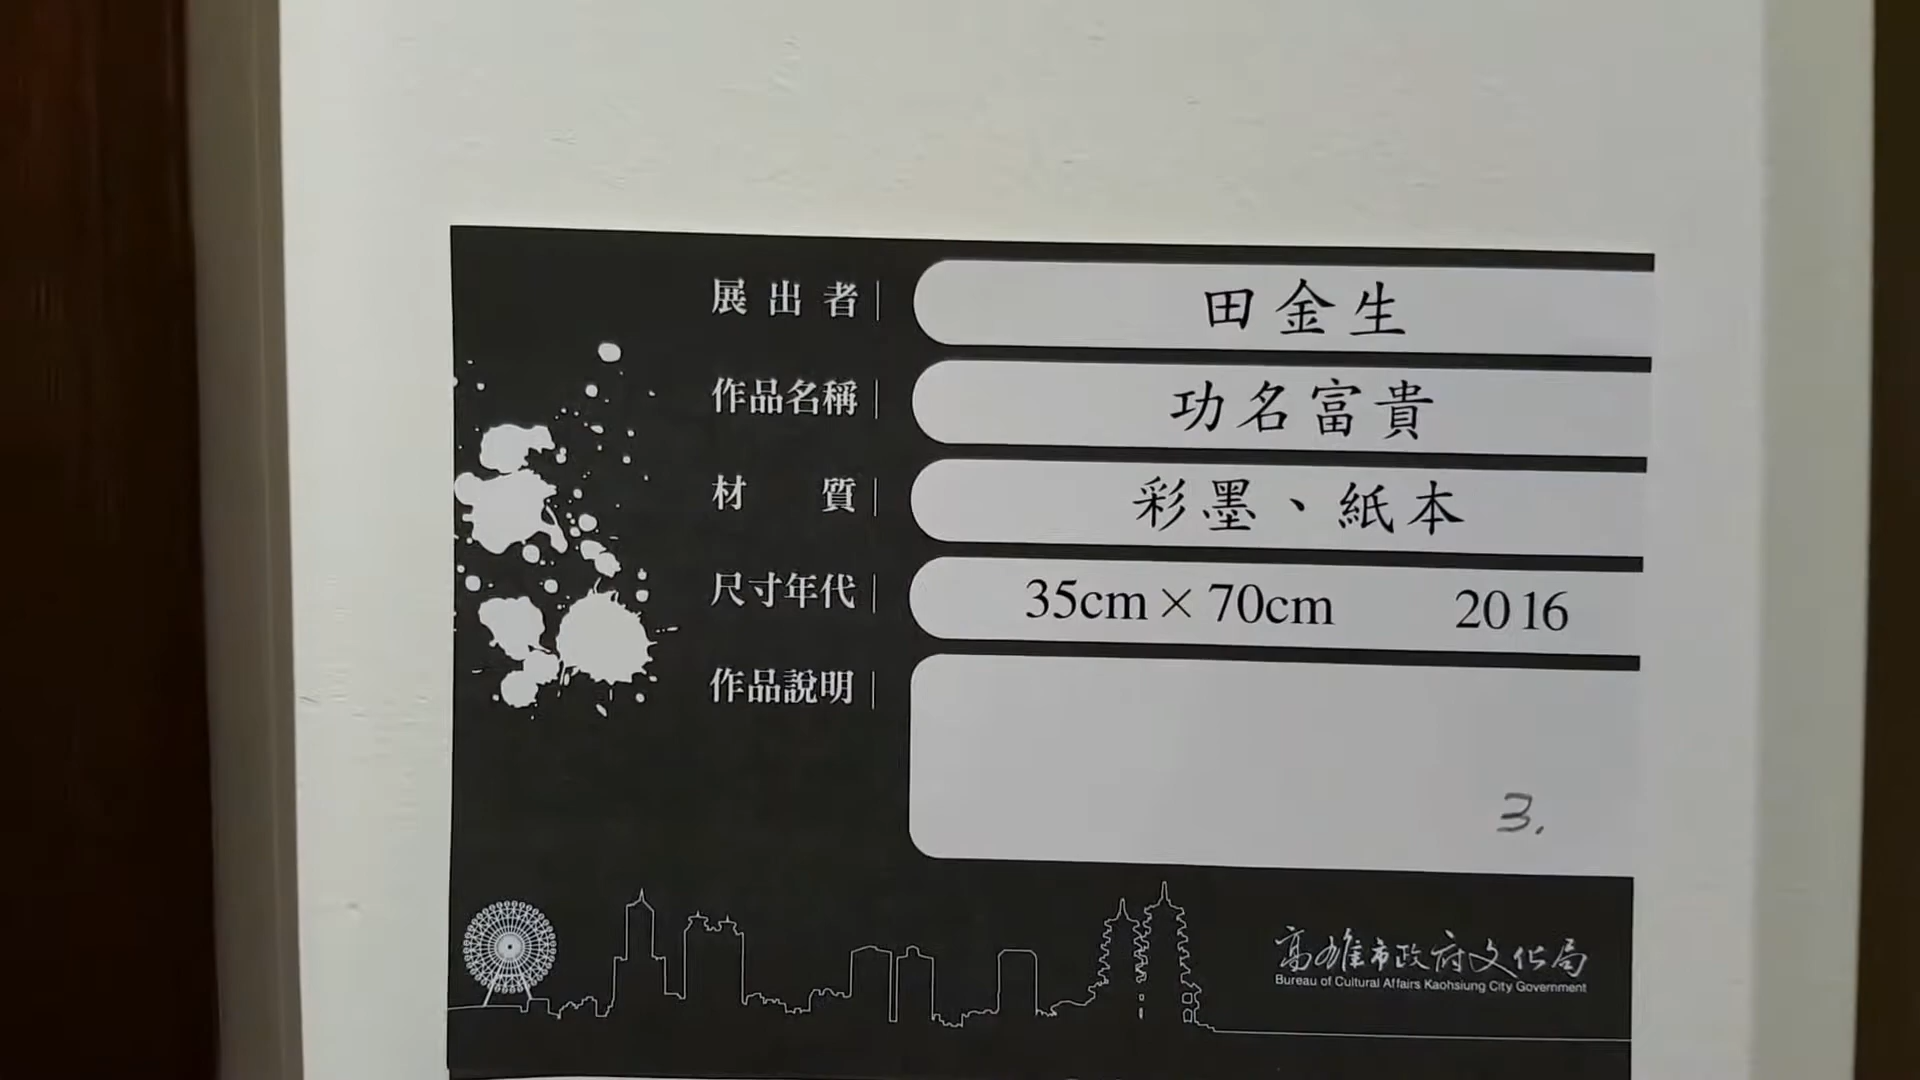 展出者｜ 田金生
作品名稱｜ 功名富貴
材質｜ 彩墨、紙本
尺寸年代｜ 35cm×70cm 2016
作品說明｜
3.
高雄市政府文化局
Bureau of Cultural Affairs Kaohsiung City Government